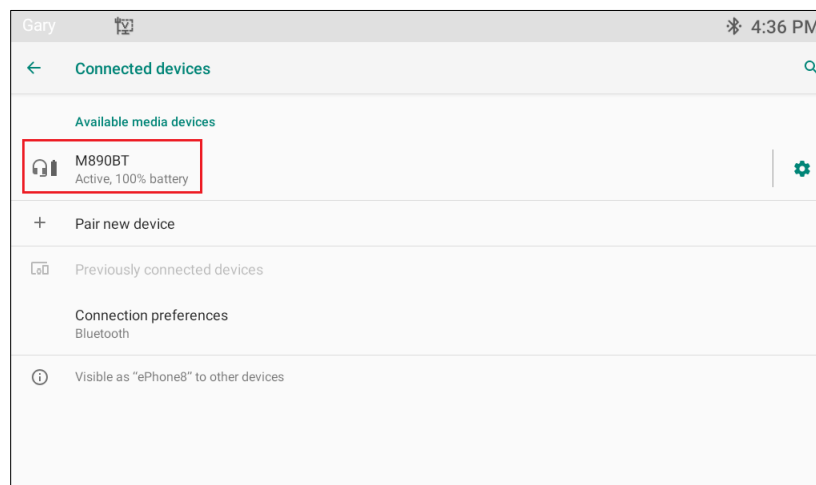 Gary 4:36 PM
Connected devices
Available media devices
M890BT
Active, 100% battery
Pair new device
Previously connected devices
Connection preferences
Bluetooth
Visible as “ePhone8” to other devices